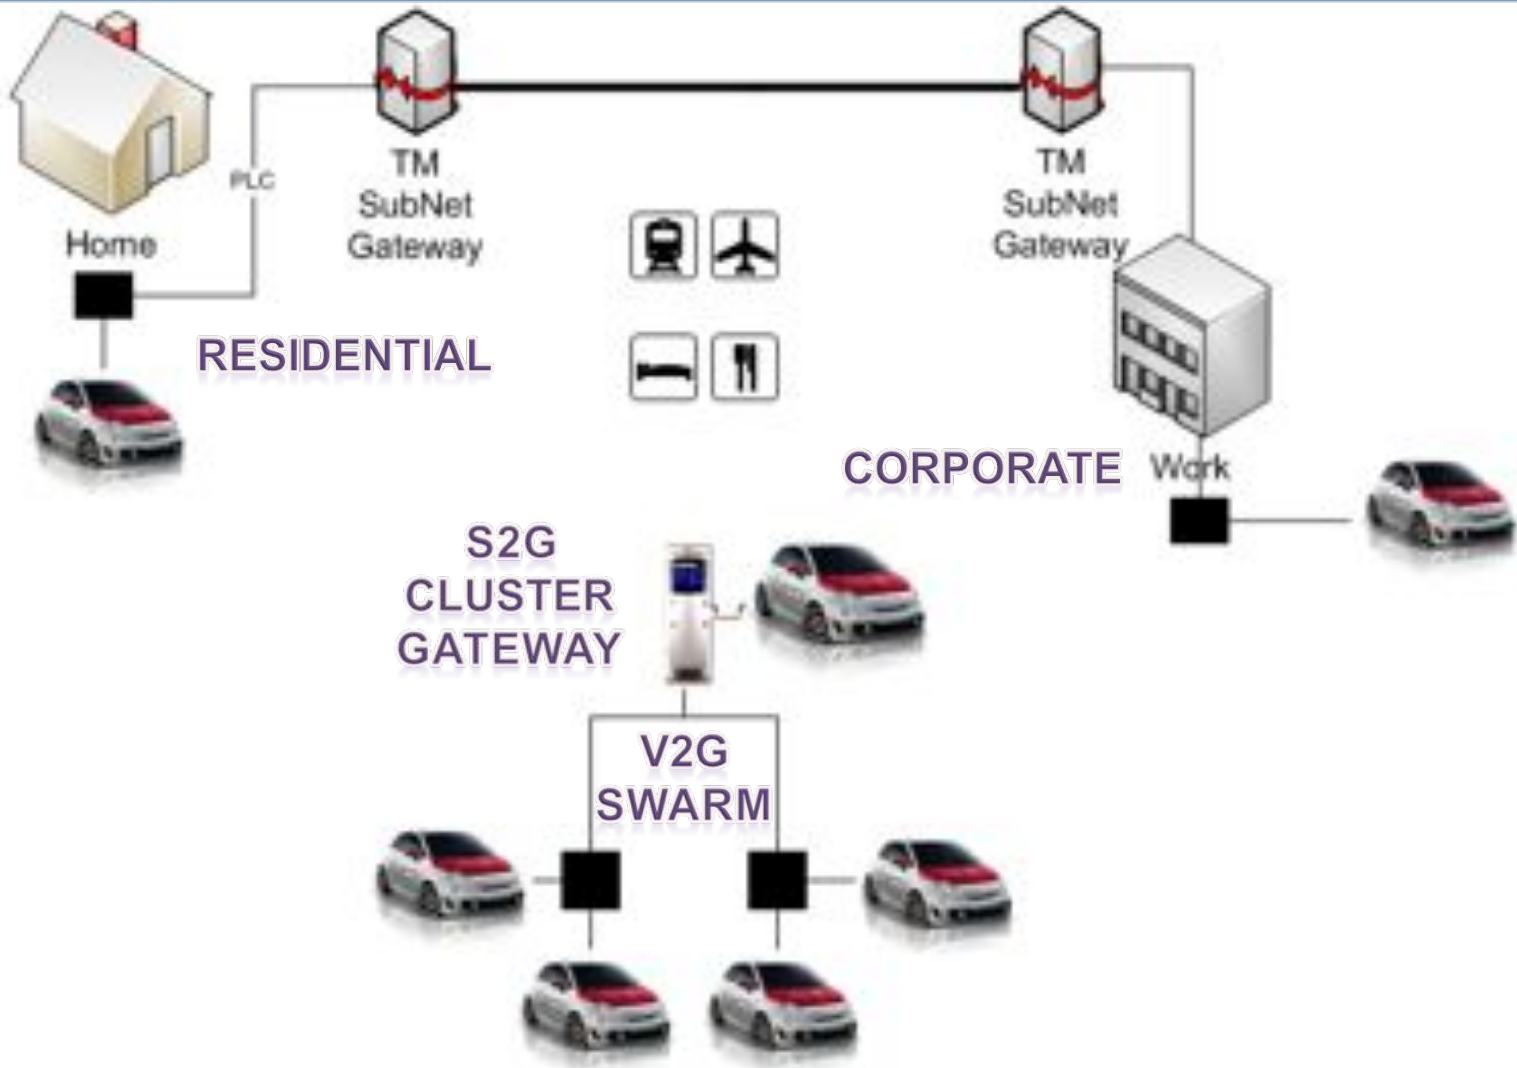 TM
SubNet
Gateway
TM
SubNet
Gateway
PLC
Home
RESIDENTIAL
CORPORATE
Work
S2G
CLUSTER
GATEWAY
V2G
SWARM